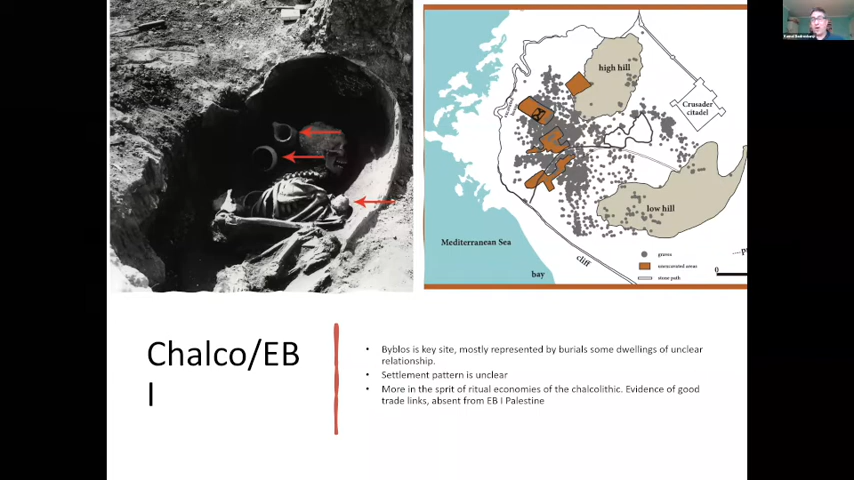 high hill
Crusader
citadel
low hill
Mediterranean Sea
bay
cliff
graves
unexcavated areas
stone path
0
Chalco/EB
I
• Byblos is key site, mostly represented by burials some dwellings of unclear
relationship.
• Settlement pattern is unclear
• More in the sprit of ritual economies of the chalcolithic. Evidence of good
trade links, absent from EB I Palestine